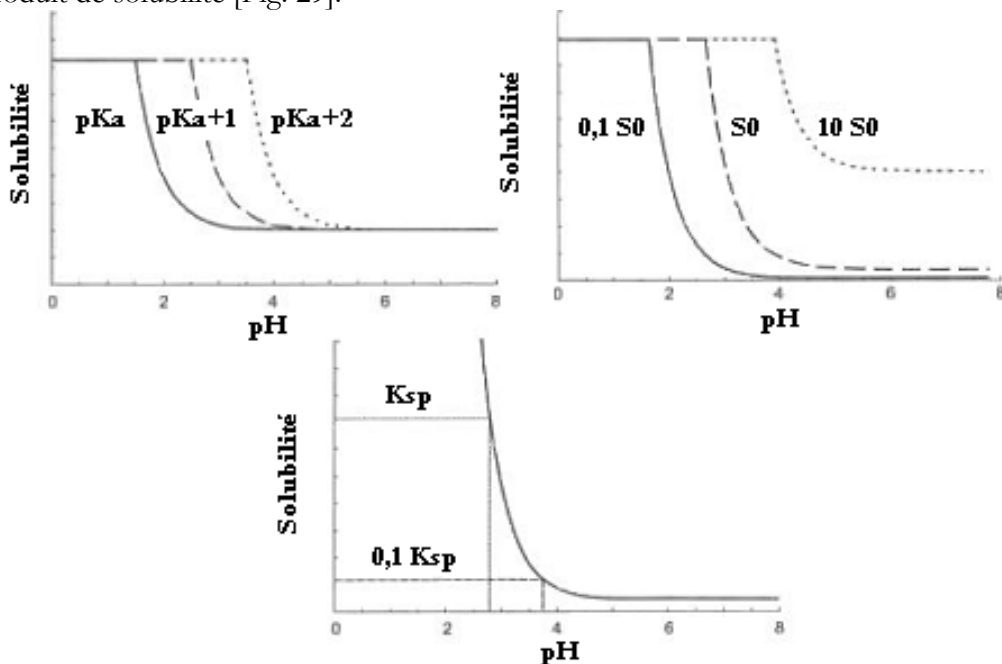 oduit de solubilité [Fig. 29].
Solubilité
pKa pKa+1 pKa+2
0 2 4 6 8
pH
Solubilité
0,1 S0 S0 10 S0
0 2 4 6 8
pH
Solubilité
Ksp
0,1 Ksp
0 2 4 6 8
pH